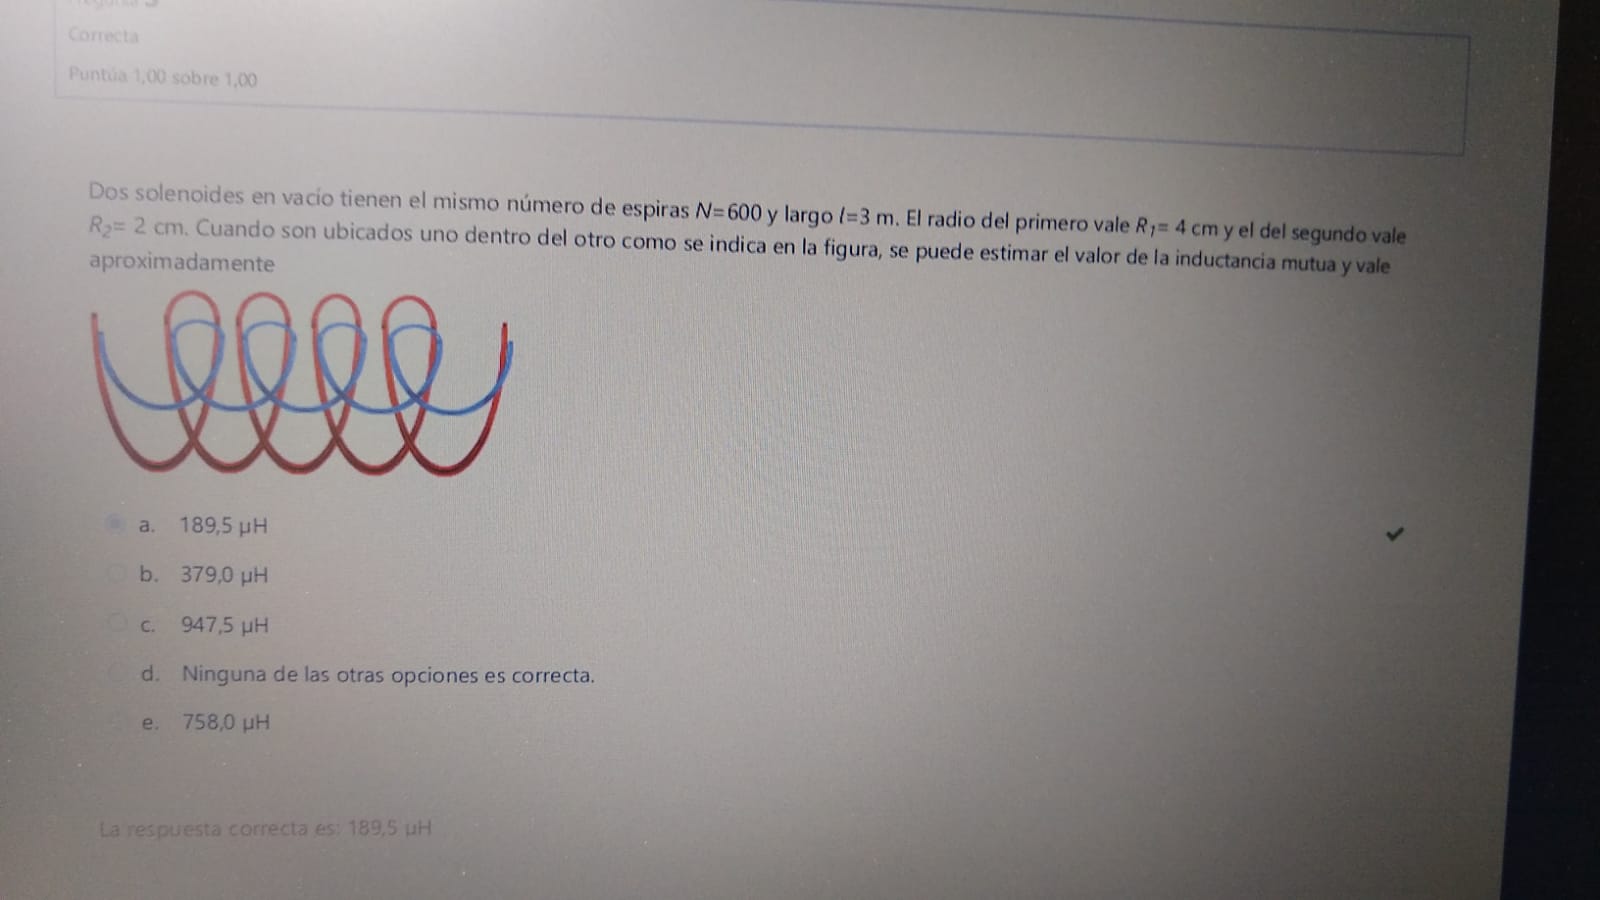 Correcta
Puntúa 1,00 sobre 1,00
Dos solenoides en vacío tienen el mismo número de espiras N=600 y largo l=3 m. El radio del primero vale R1= 4 cm y el del segundo vale
R2= 2 cm. Cuando son ubicados uno dentro del otro como se indica en la figura, se puede estimar el valor de la inductancia mutua y vale
aproximadamente
a. 189,5 µH
b. 379,0 µH
c. 947,5 µH
d. Ninguna de las otras opciones es correcta.
e. 758,0 µH
La respuesta correcta es: 189,5 µH